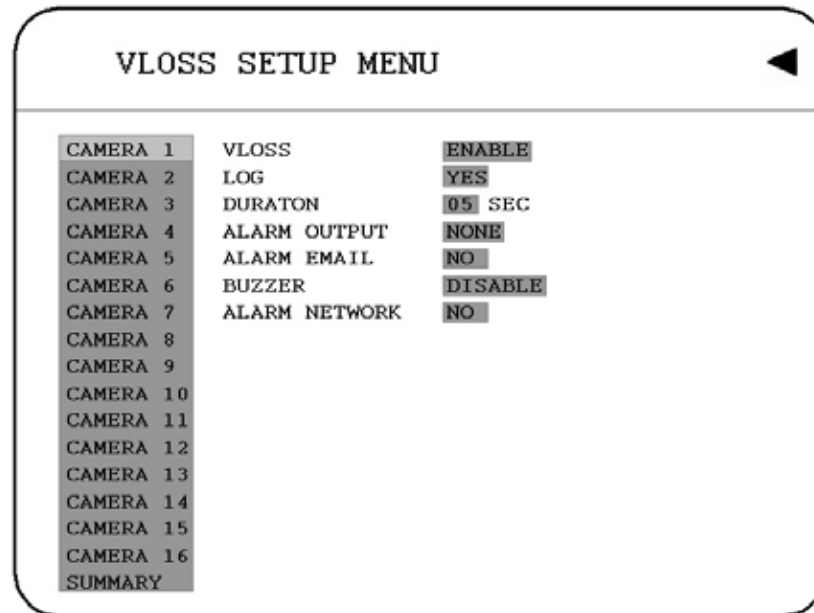 VLOSS SETUP MENU
CAMERA 1 VLOSS ENABLE
CAMERA 2 LOG YES
CAMERA 3 DURATON 05 SEC
CAMERA 4 ALARM OUTPUT NONE
CAMERA 5 ALARM EMAIL NO
CAMERA 6 BUZZER DISABLE
CAMERA 7 ALARM NETWORK NO
CAMERA 8
CAMERA 9
CAMERA 10
CAMERA 11
CAMERA 12
CAMERA 13
CAMERA 14
CAMERA 15
CAMERA 16
SUMMARY